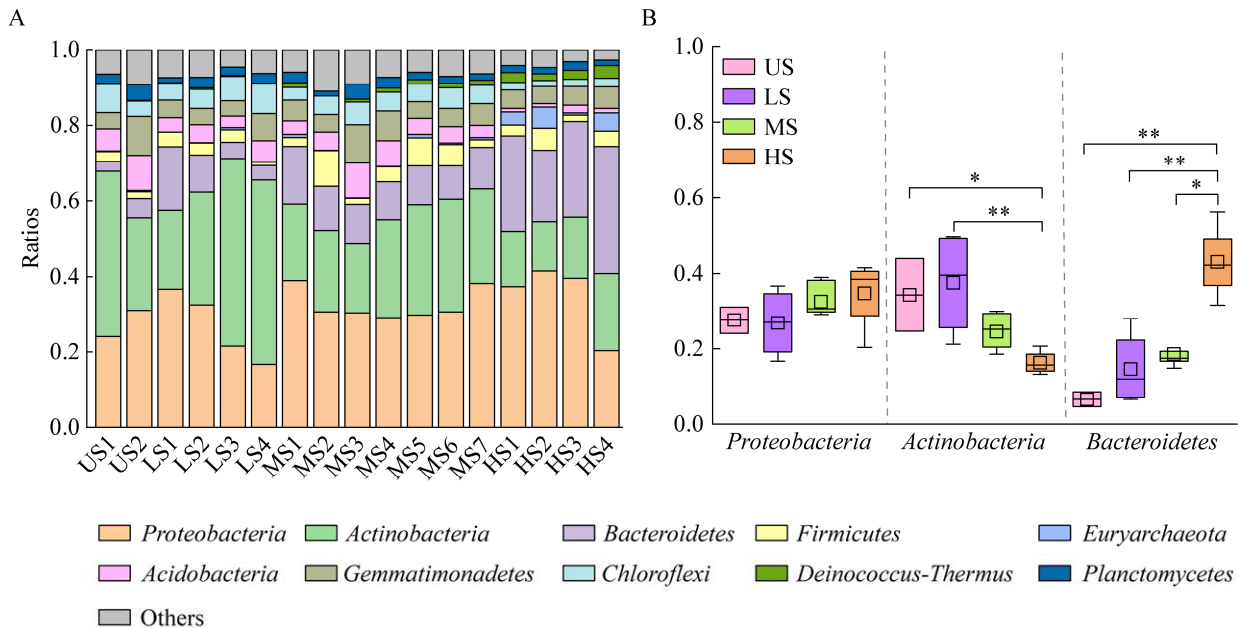 A
Ratios
1.0
0.8
0.6
0.4
0.2
0.0
US1
US2
LS1
LS2
LS3
LS4
MS1
MS2
MS3
MS4
MS5
MS6
MS7
HS1
HS2
HS3
HS4
B
1.0
0.8
0.6
0.4
0.2
0.0
US
LS
MS
HS
*
**
**
**
*
Proteobacteria
Actinobacteria
Bacteroidetes
Proteobacteria Actinobacteria Bacteroidetes Firmicutes Euryarchaeota
Acidobacteria Gemmatimonadetes Chloroflexi Deinococcus-Thermus Planctomycetes
Others